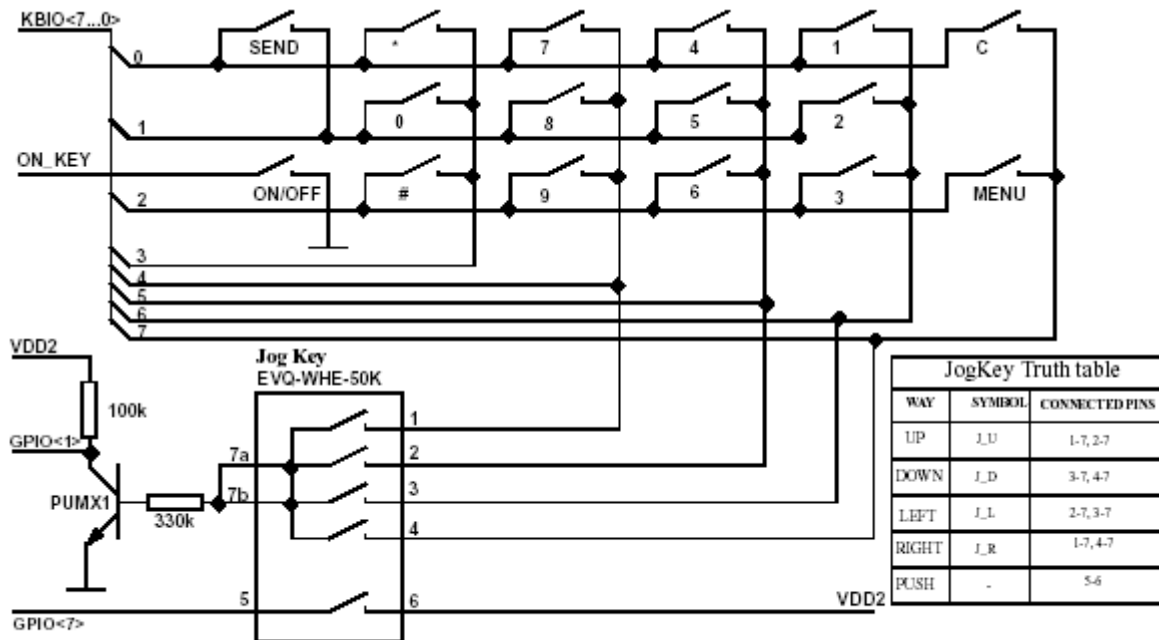 KBIO<7...0>
SEND
*
7
4
1
C
0
1
0
8
5
2
ON_KEY
ON/OFF
#
9
6
3
MENU
2
3
4
5
6
7
VDD2
100k
GPIO<1>
PUMX1
330k
Jog Key
EVQ-WHE-50K
7a
7b
1
2
3
4
5
6
GPIO<7>
VDD2
JogKey Truth table
WAY SYMBOL CONNECTED PINS
UP J_U 1-7, 2-7
DOWN J_D 3-7, 4-7
LEFT J_L 2-7, 3-7
RIGHT J_R 1-7, 4-7
PUSH - 5-6